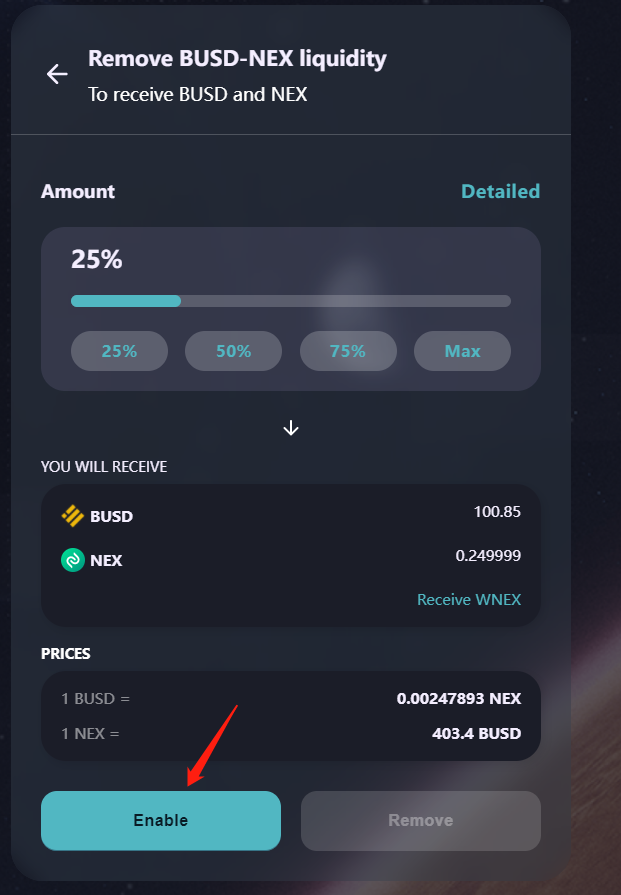 Remove BUSD-NEX liquidity
To receive BUSD and NEX
Amount Detailed
25%
25% 50% 75% Max
YOU WILL RECEIVE
BUSD 100.85
NEX 0.249999
Receive WNEX
PRICES
1 BUSD = 0.00247893 NEX
1 NEX = 403.4 BUSD
Enable Remove